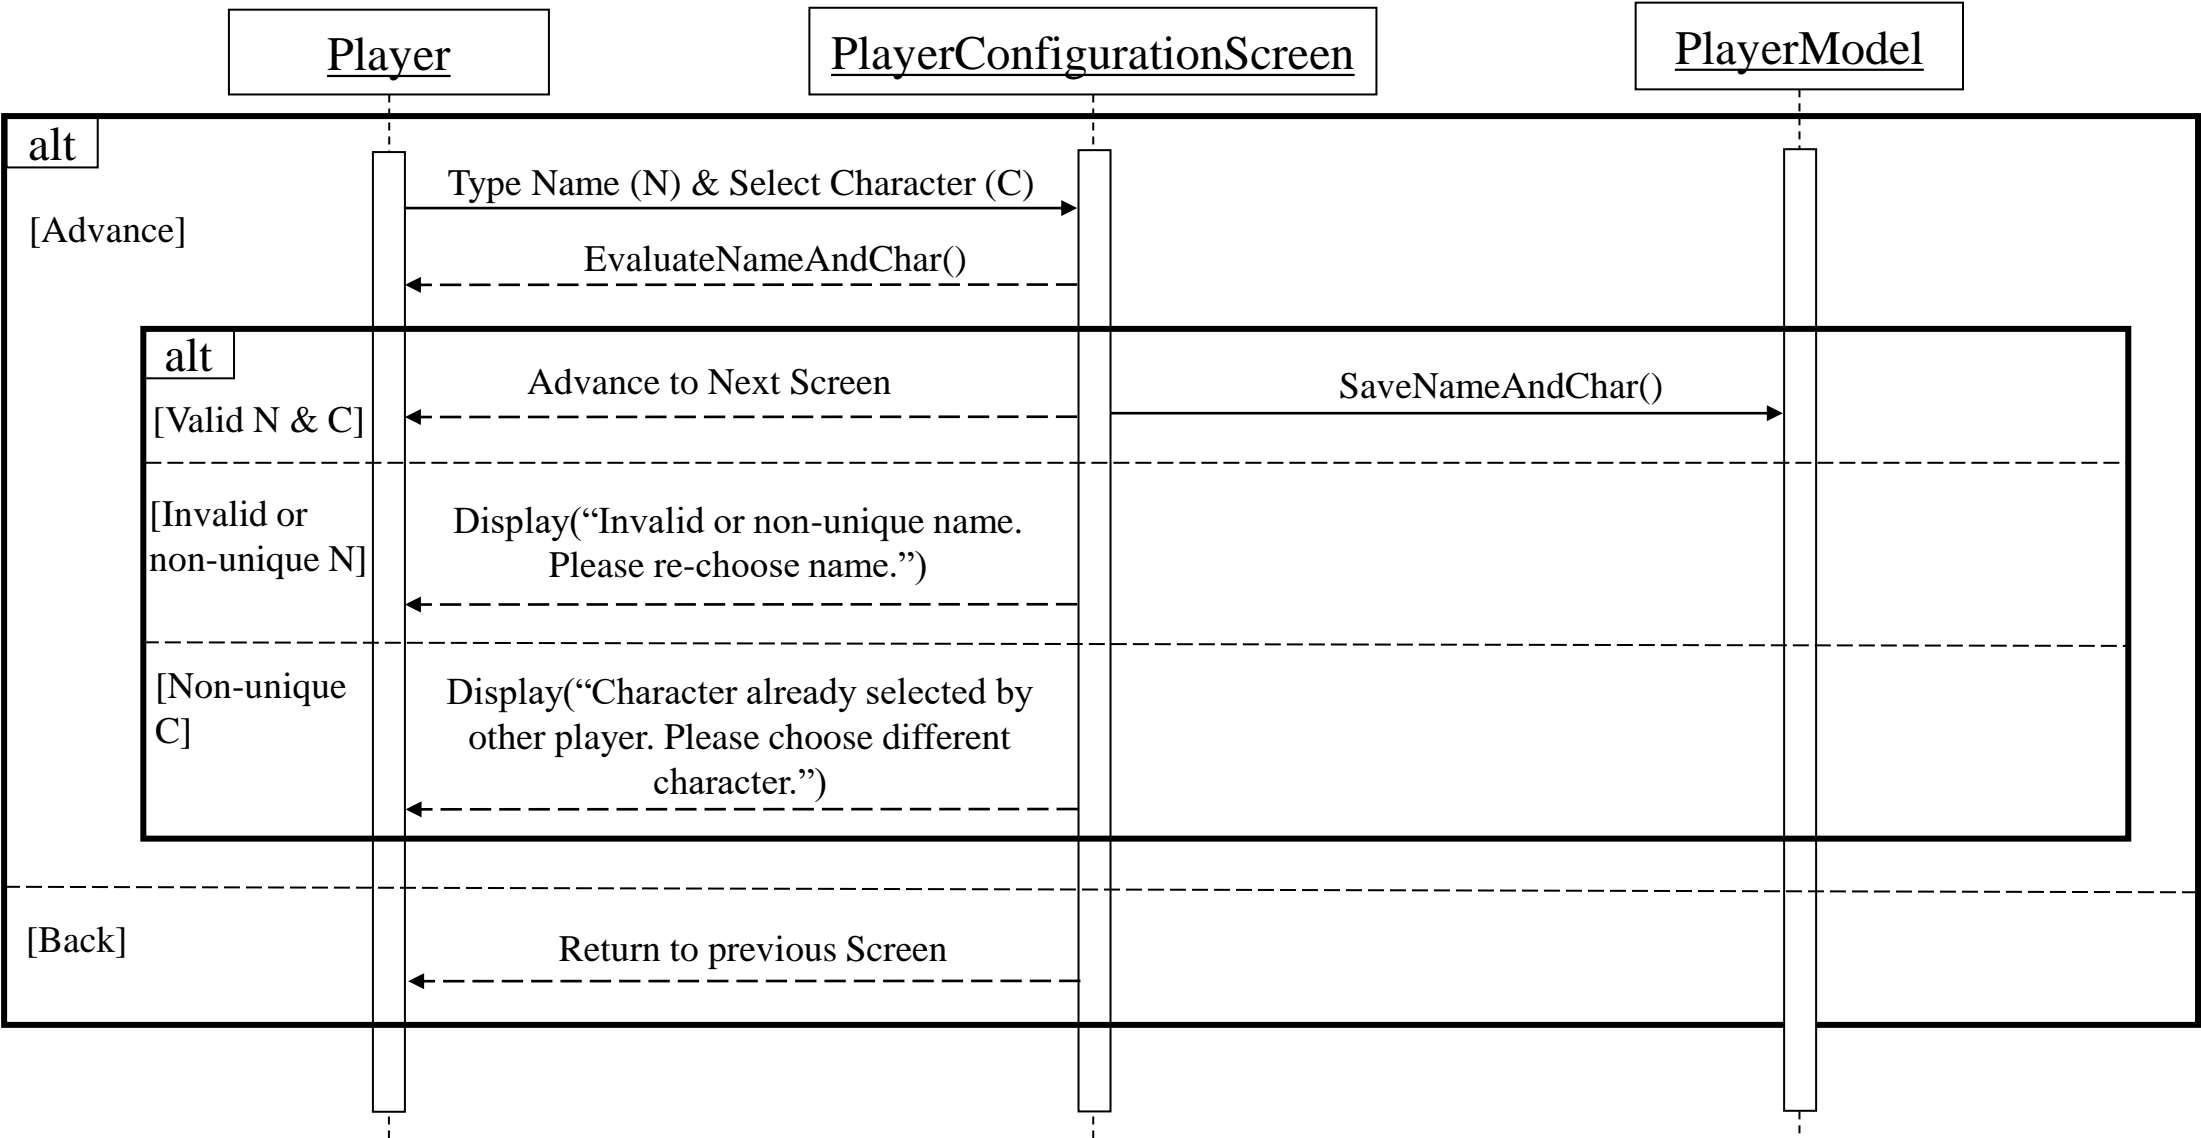 Player
PlayerConfigurationScreen
PlayerModel
alt
Type Name (N) & Select Character (C)
[Advance]
EvaluateNameAndChar()
alt
Advance to Next Screen
SaveNameAndChar()
[Valid N & C]
[Invalid or
non-unique N]
Display(“Invalid or non-unique name.
Please re-choose name.”)
[Non-unique
C]
Display(“Character already selected by
other player. Please choose different
character.”)
[Back]
Return to previous Screen